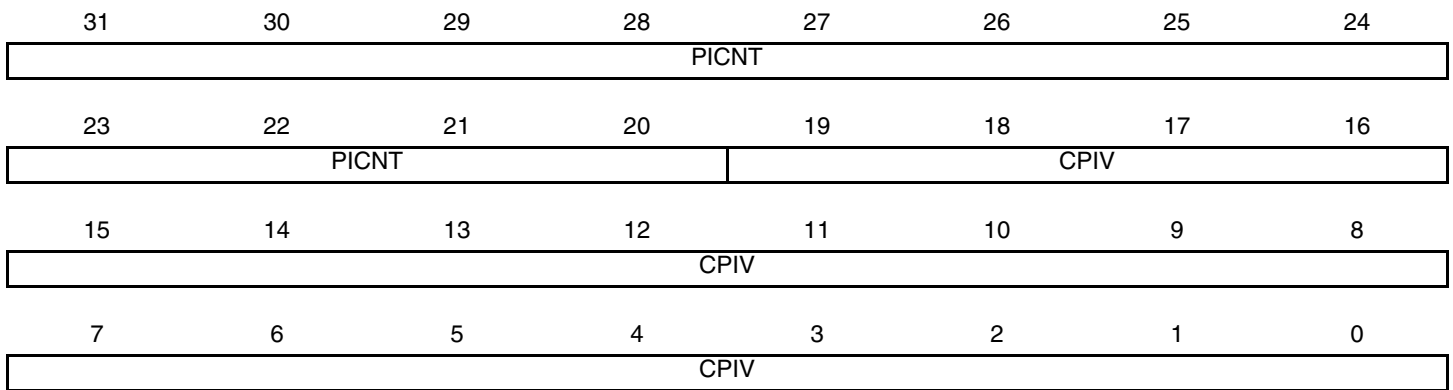 31 30 29 28 27 26 25 24
PICNT
23 22 21 20 19 18 17 16
PICNT CPIV
15 14 13 12 11 10 9 8
CPIV
7 6 5 4 3 2 1 0
CPIV